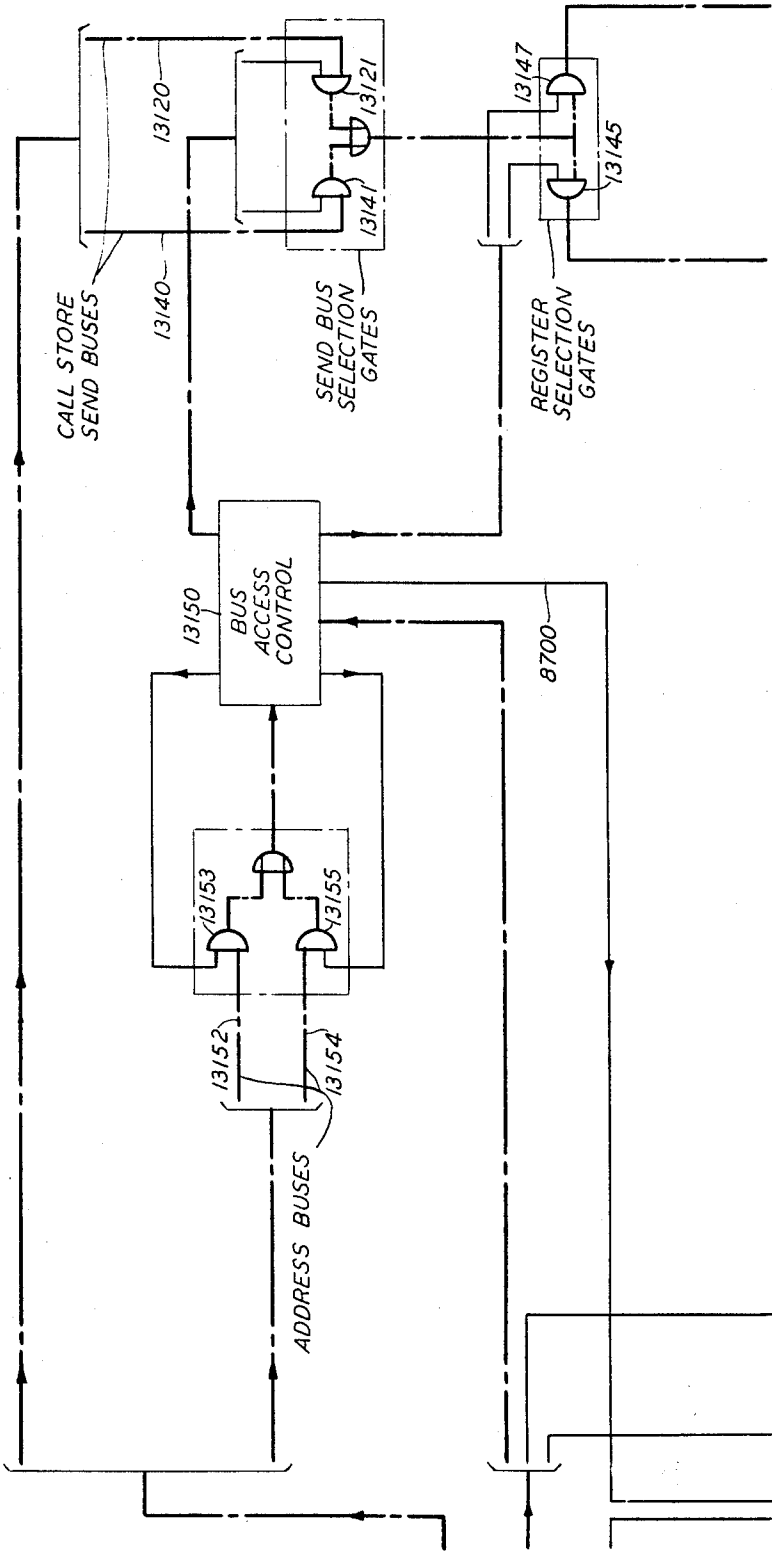 CALL STORE
SEND BUSES
13120
13140
13121
13141
SEND BUS
SELECTION
GATES
13147
13145
REGISTER
SELECTION
GATES
13150
BUS
ACCESS
CONTROL
8700
13153
13155
13152
13154
ADDRESS BUSES